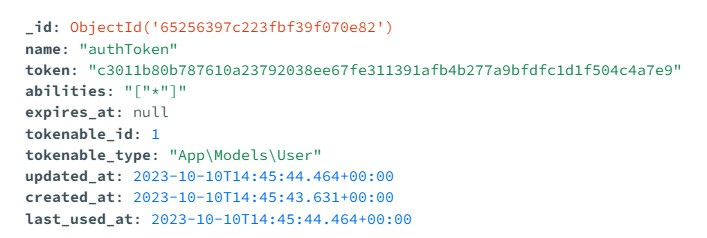 _id: ObjectId('65256397c223fbf39f070e82')
name: "authToken"
token: "c3011b80b787610a23792038ee67fe311391afb4b277a9bfdfc1d1f504c4a7e9"
abilities: "["*"]"
expires_at: null
tokenable_id: 1
tokenable_type: "App\Models\User"
updated_at: 2023-10-10T14:45:44.464+00:00
created_at: 2023-10-10T14:45:43.631+00:00
last_used_at: 2023-10-10T14:45:44.464+00:00